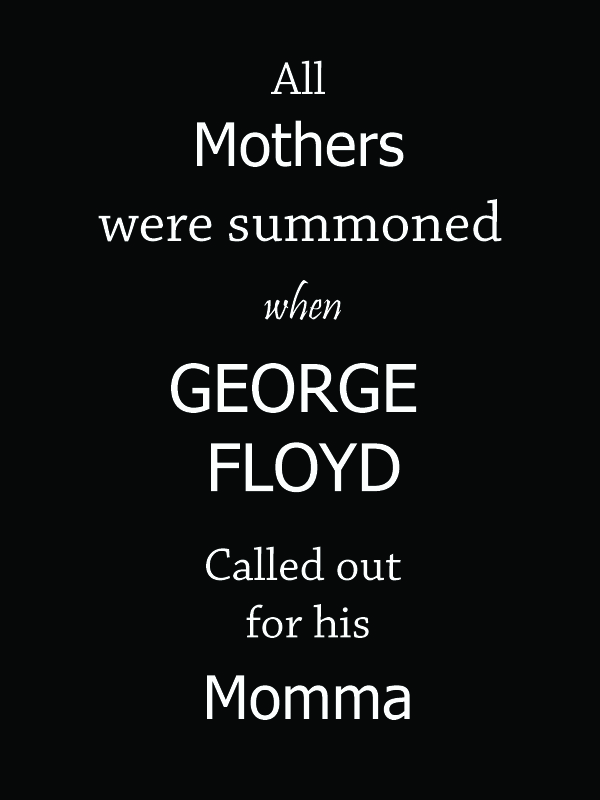 All
Mothers
were summoned
when
GEORGE
FLOYD
Called out
for his
Momma